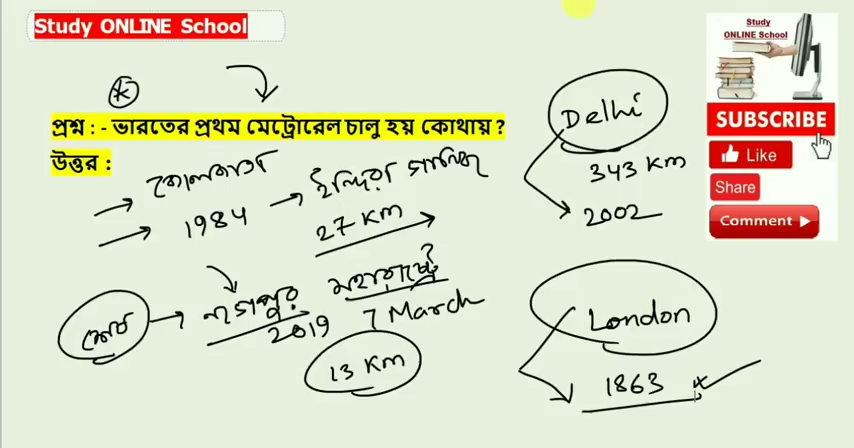 Study ONLINE School
Study
ONLINE School
SUBSCRIBE
Like
Share
Comment
প্রশ্ন : - ভারতের প্রথম মেট্রোরেল চালু হয় কোথায় ?
উত্তর :
কোলকাতা
1984
ইন্দিরা গান্ধি
27 KM
Delhi
343 KM
2002
শেষ
নাগপুর
মহারাষ্ট্রে
2019
7 March
13 KM
London
1863